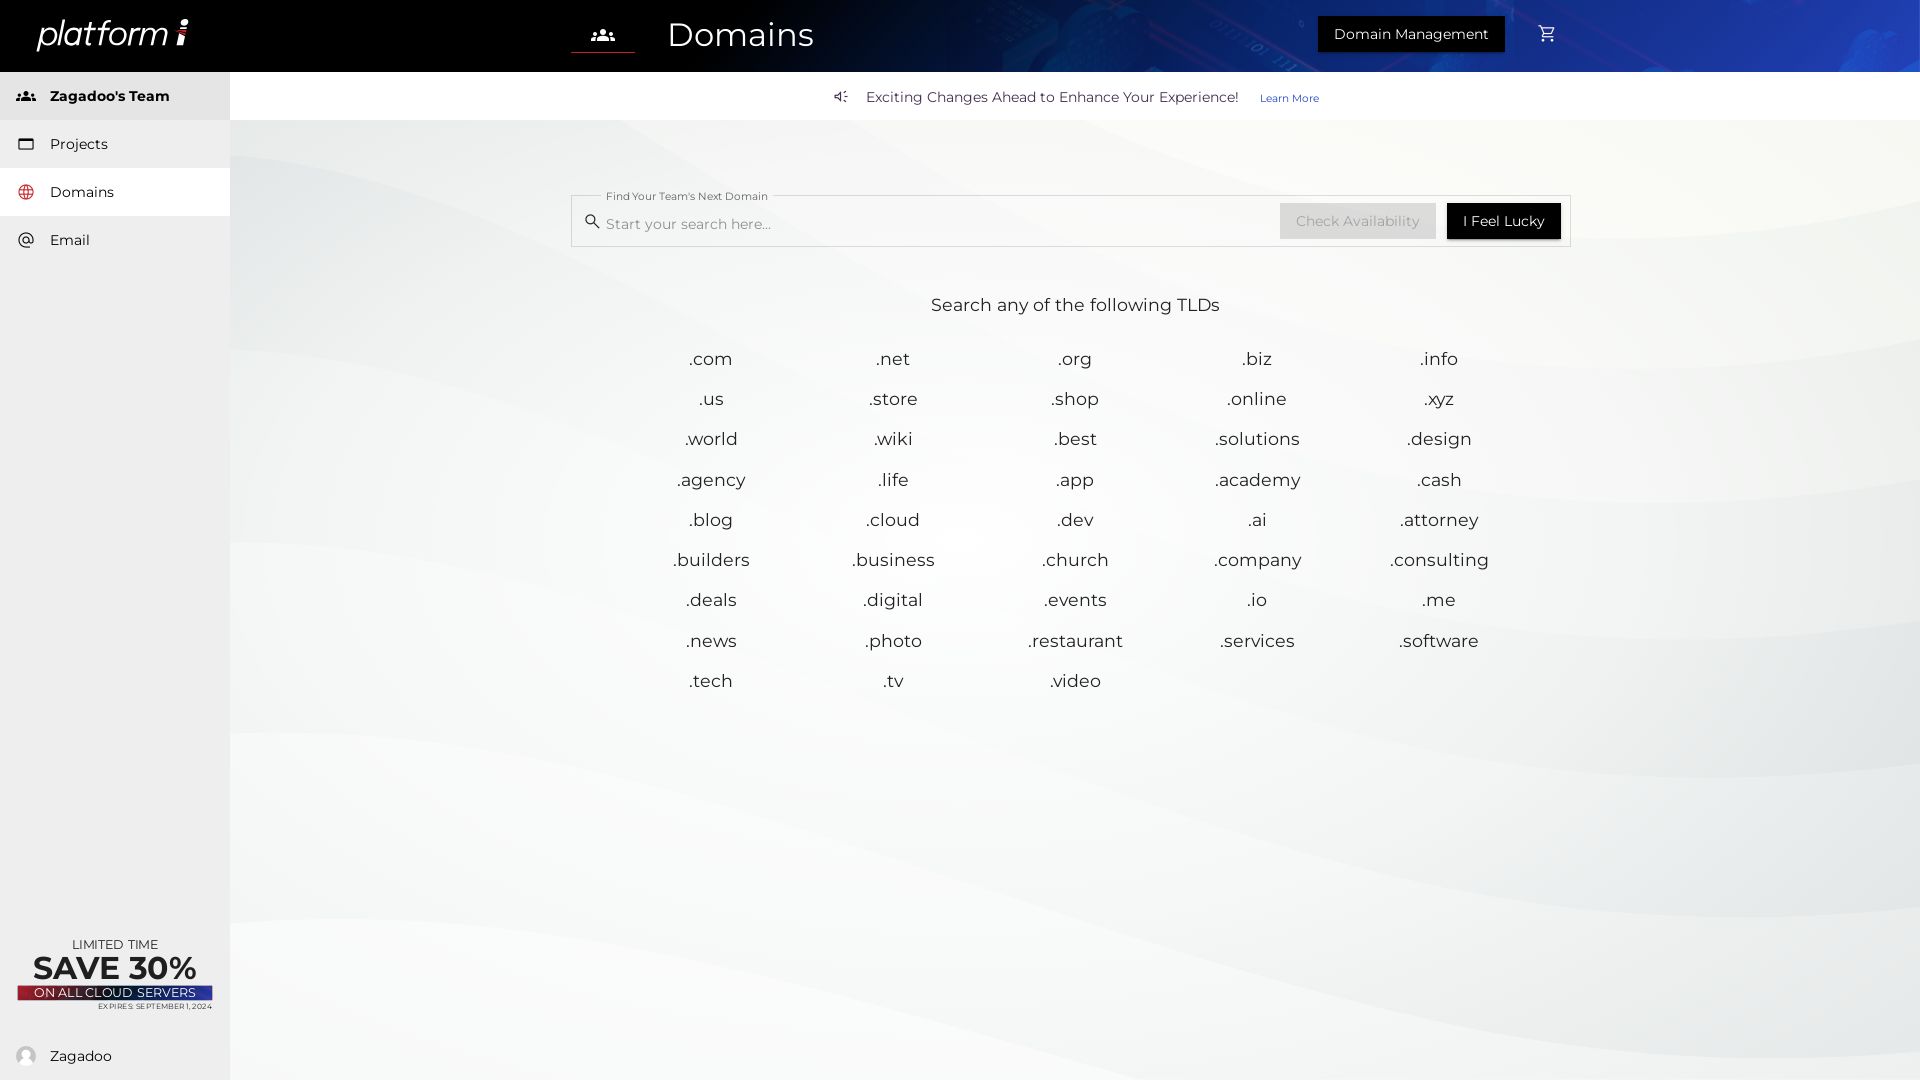 platform i
Domains
Domain Management
Zagadoo's Team
Exciting Changes Ahead to Enhance Your Experience! Learn More
Projects
Domains
Email
Find Your Team's Next Domain
Start your search here...
Check Availability
I Feel Lucky
Search any of the following TLDs
.com .net .org .biz .info
.us .store .shop .online .xyz
.world .wiki .best .solutions .design
.agency .life .app .academy .cash
.blog .cloud .dev .ai .attorney
.builders .business .church .company .consulting
.deals .digital .events .io .me
.news .photo .restaurant .services .software
.tech .tv .video
LIMITED TIME
SAVE 30%
ON ALL CLOUD SERVERS
EXPIRES: SEPTEMBER 1, 2024
Zagadoo